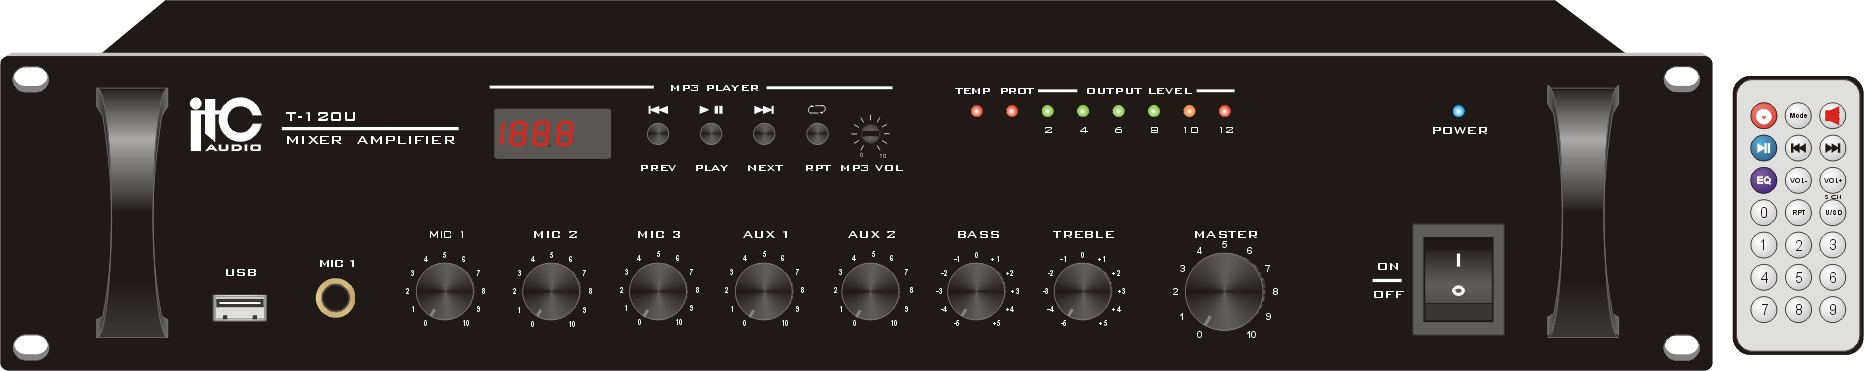 itC
AUDIO
T-120U
MIXER AMPLIFIER
MP3 PLAYER
188.8
PREV PLAY NEXT RPT MP3 VOL
0 10
TEMP PROT OUTPUT LEVEL
2 4 6 8 10 12
POWER
USB
MIC 1
MIC 1
0 1 2 3 4 5 6 7 8 9 10
MIC 2
0 1 2 3 4 5 6 7 8 9 10
MIC 3
0 1 2 3 4 5 6 7 8 9 10
AUX 1
0 1 2 3 4 5 6 7 8 9 10
AUX 2
0 1 2 3 4 5 6 7 8 9 10
BASS
-6 -4 -3 -2 -1 0 +1 +2 +3 +4 +5
TREBLE
-6 -4 -3 -2 -1 0 +1 +2 +3 +4 +5
MASTER
0 1 2 3 4 5 6 7 8 9 10
ON
OFF
I
O
Mode
EQ VOL- VOL+
S CH
0 RPT U/SD
1 2 3
4 5 6
7 8 9